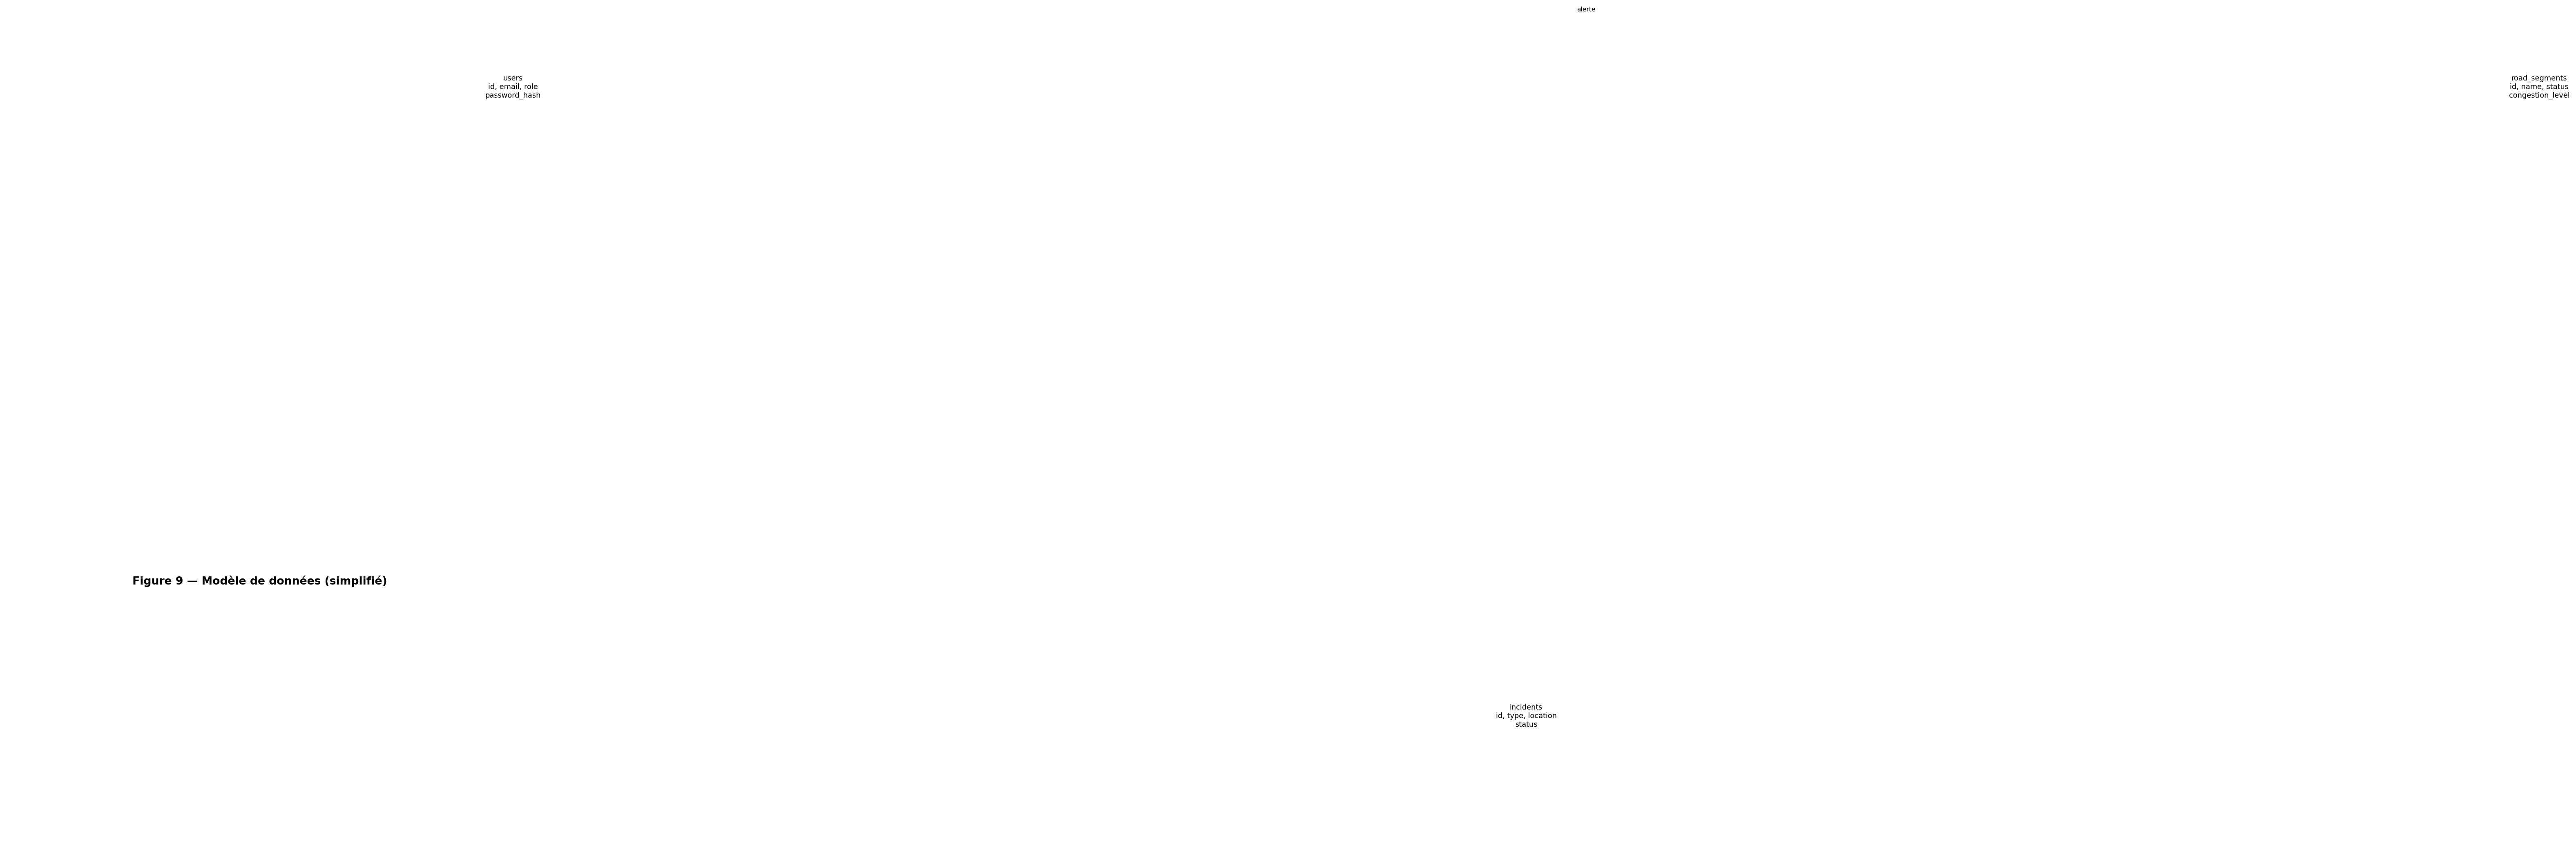 alerte
users
id, email, role
password_hash
road_segments
id, name, status
congestion_level
Figure 9 — Modèle de données (simplifié)
incidents
id, type, location
status